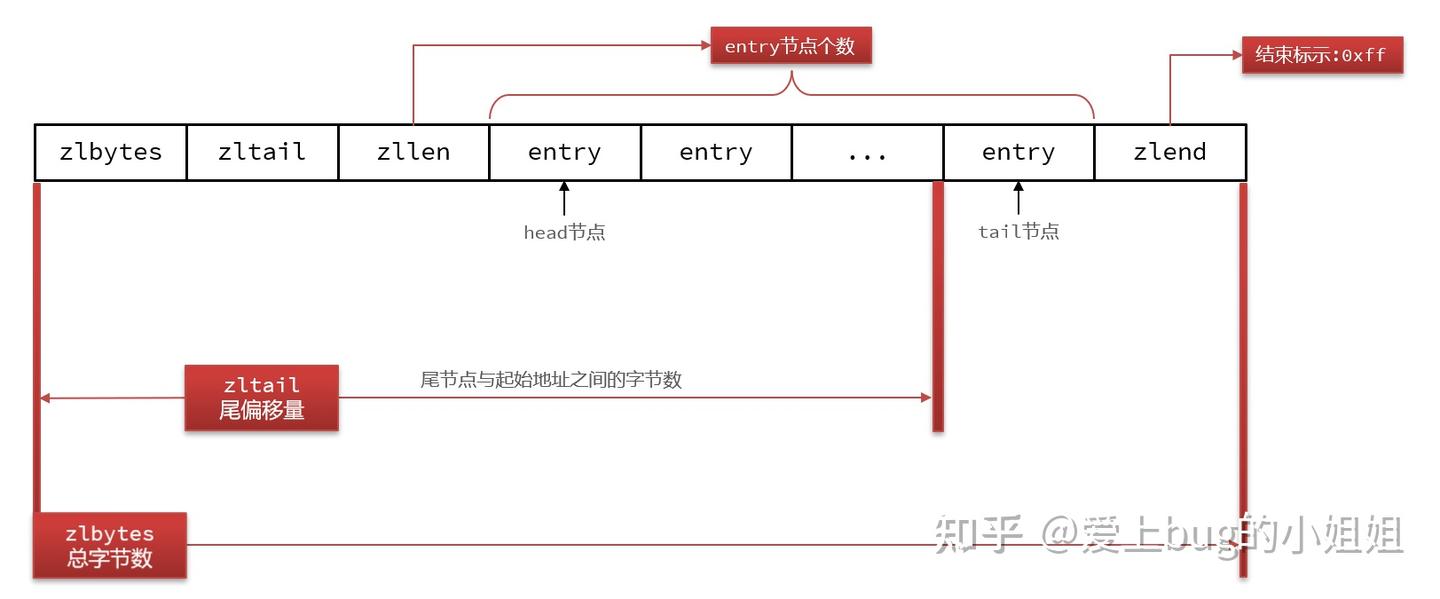 entry节点个数
结束标示:0xff
zlbytes
zltail
zllen
entry
entry
...
entry
zlend
head节点
tail节点
zltail
尾偏移量
尾节点与起始地址之间的字节数
zlbytes
总字节数
知乎 @爱上bug的小姐姐